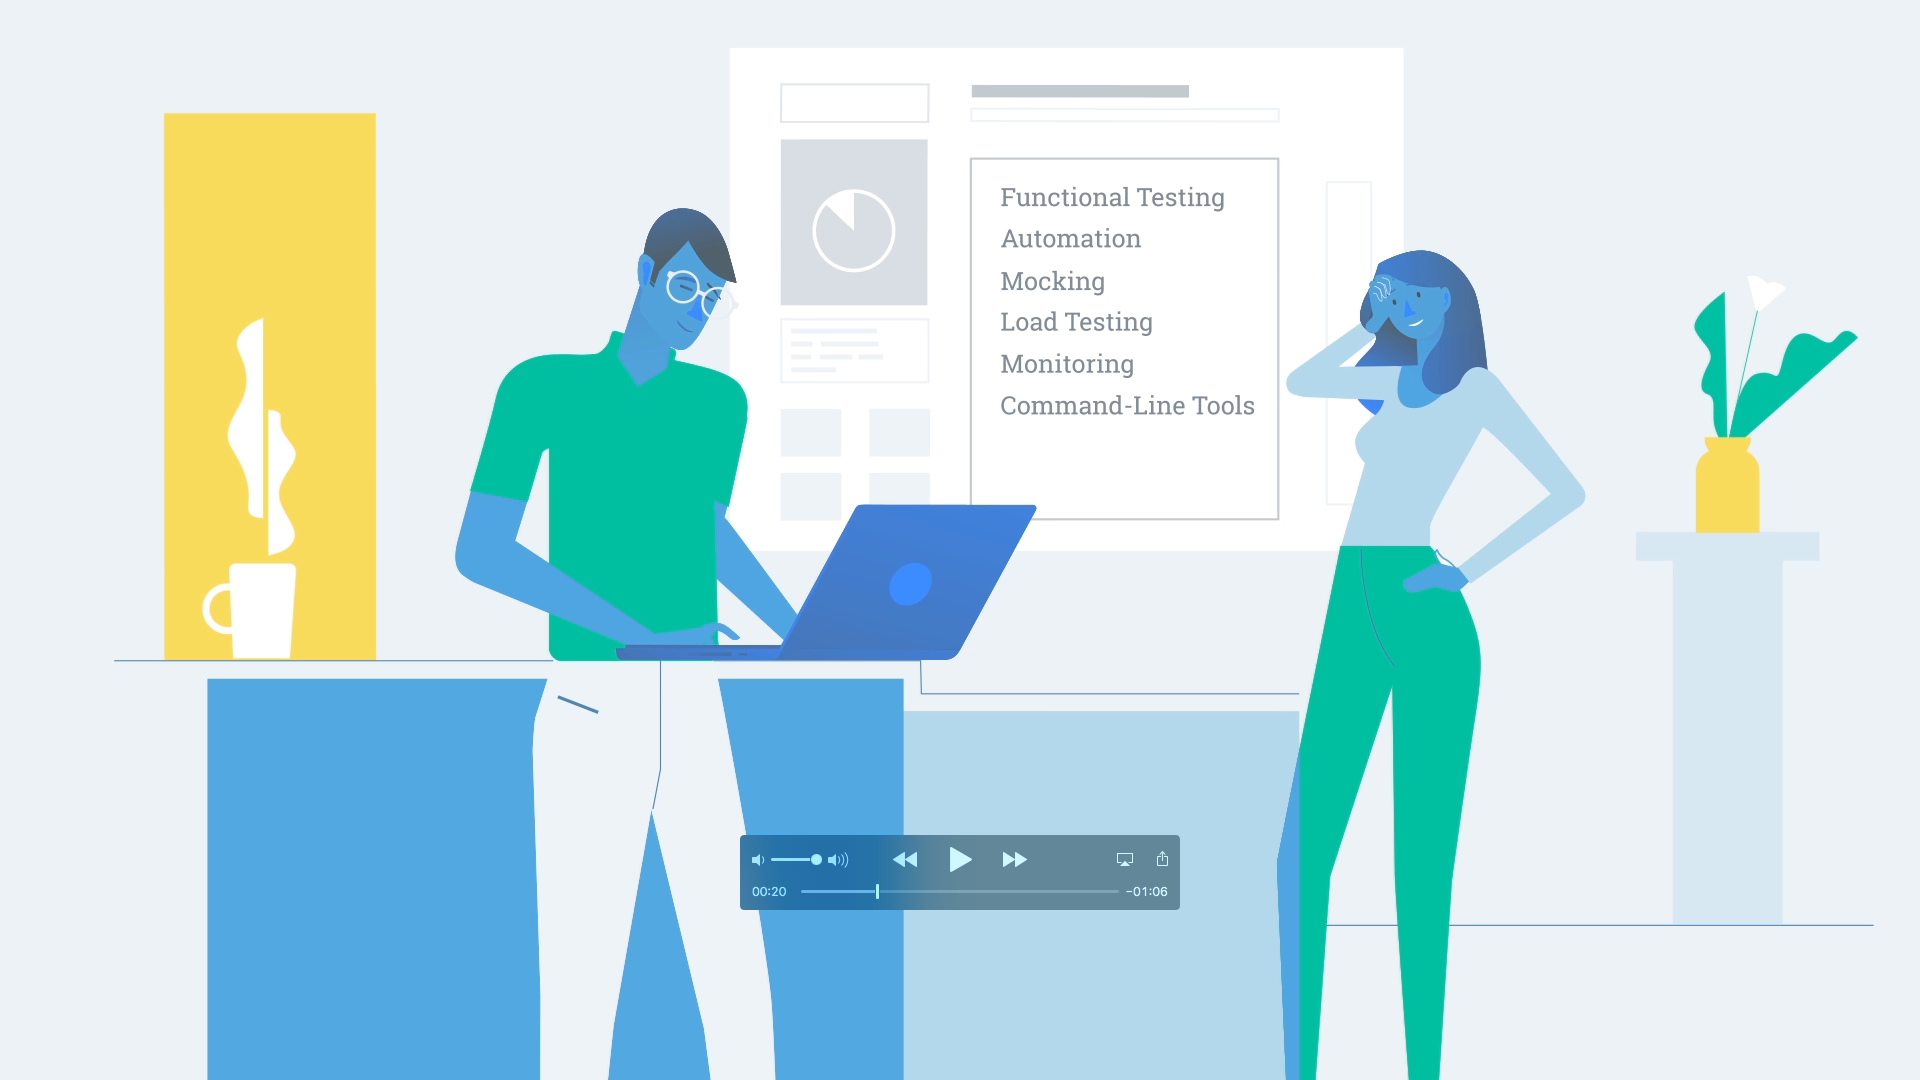 Functional Testing
Automation
Mocking
Load Testing
Monitoring
Command-Line Tools
00:20
−01:06